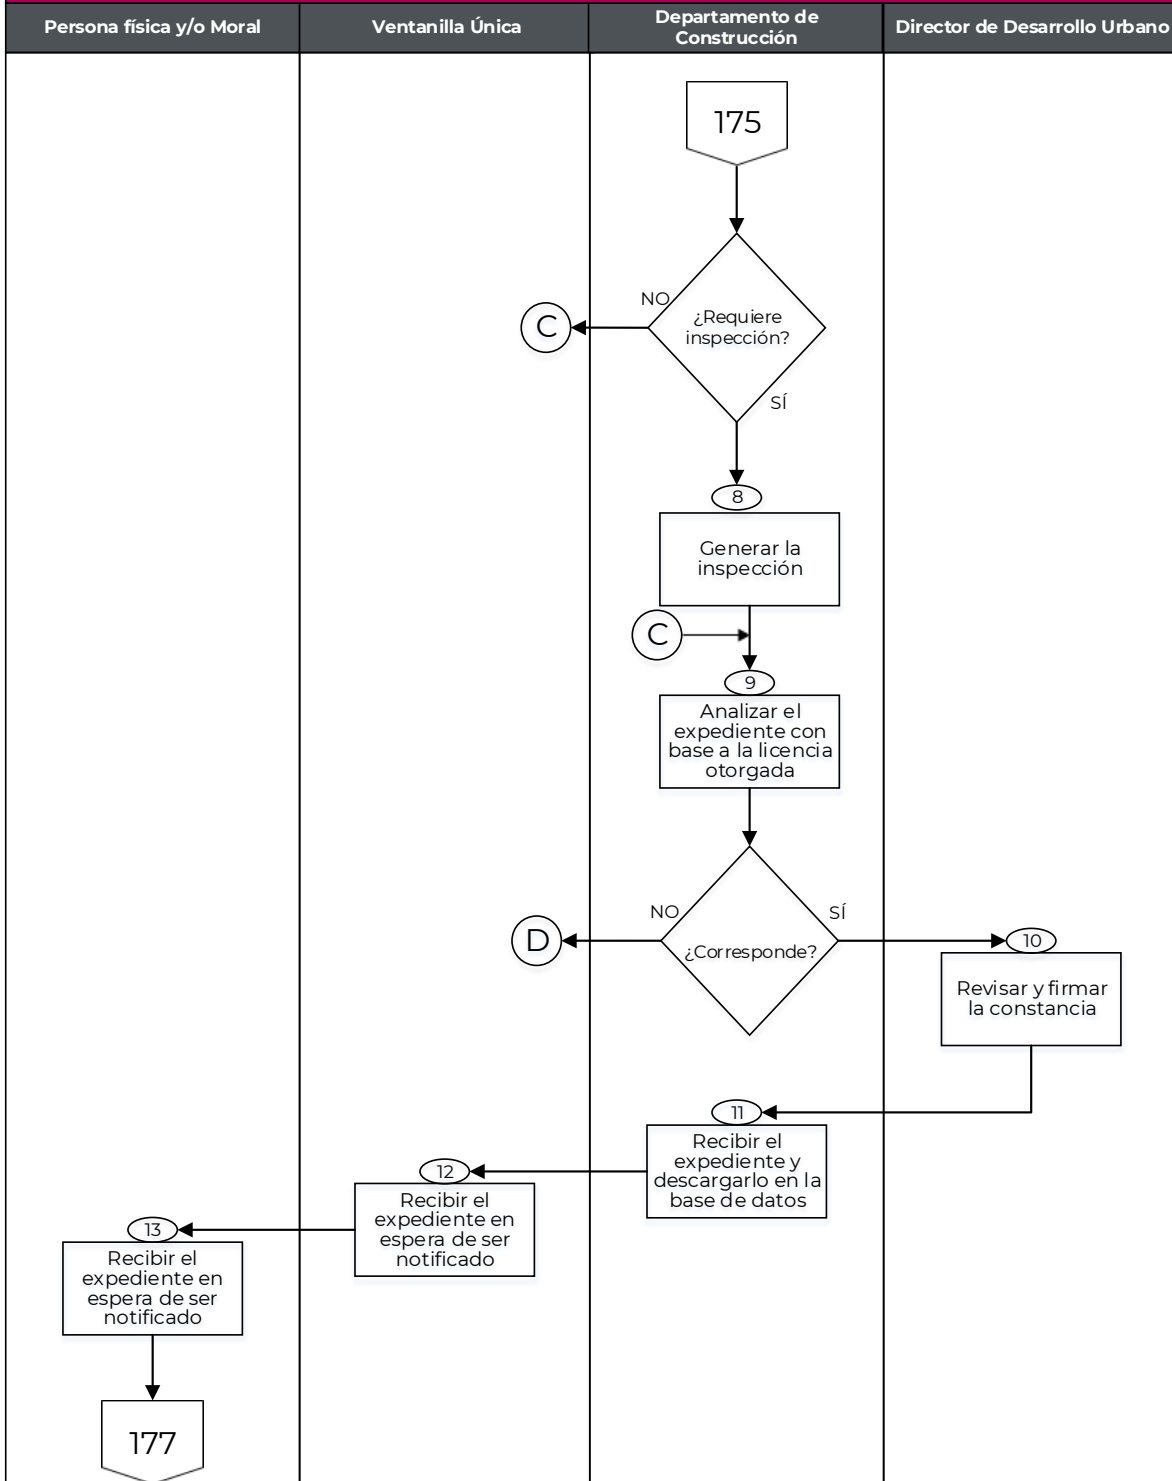 Persona física y/o Moral
Ventanilla Única
Departamento de
Construcción
Director de Desarrollo Urbano
175
NO
¿Requiere
inspección?
C
SÍ
8
Generar la
inspección
C
9
Analizar el
expediente con
base a la licencia
otorgada
NO
SÍ
D
¿Corresponde?
10
Revisar y firmar
la constancia
11
Recibir el
expediente y
descargarlo en la
base de datos
12
Recibir el
expediente en
espera de ser
notificado
13
Recibir el
expediente en
espera de ser
notificado
177